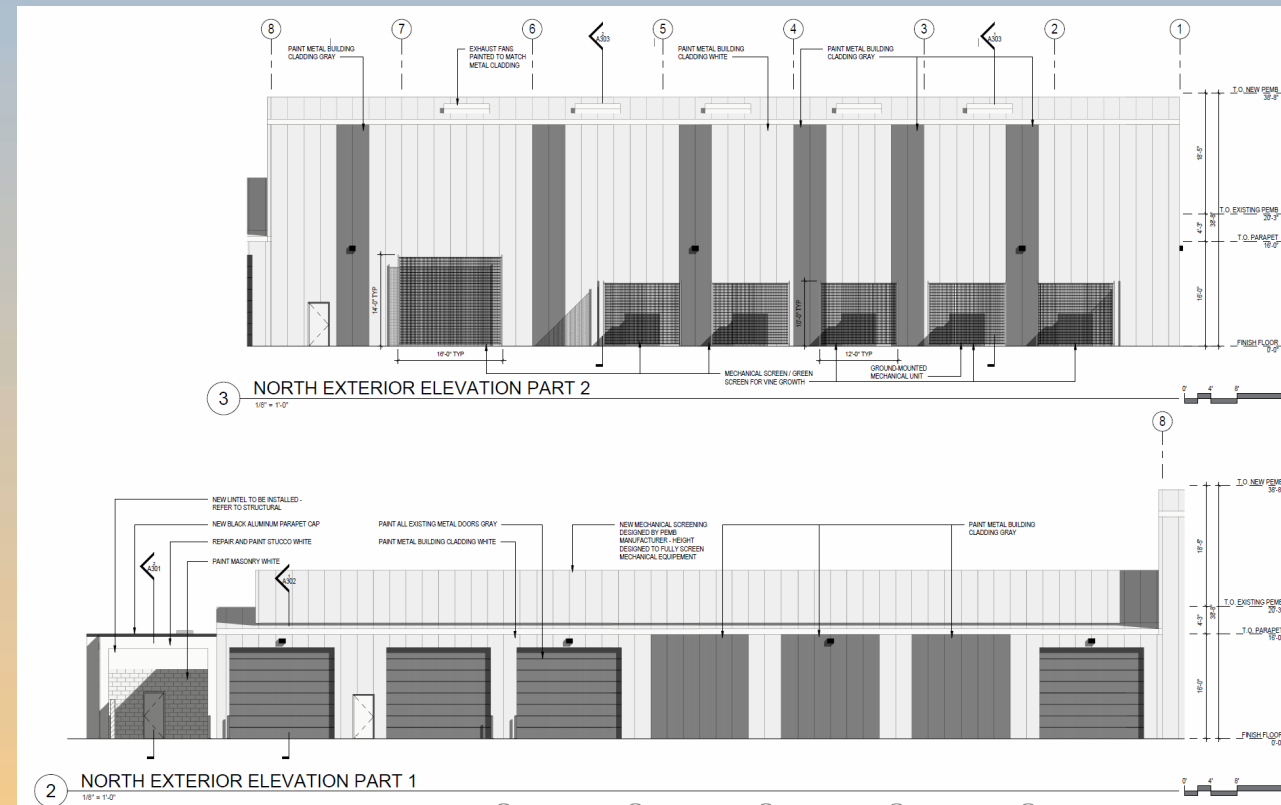 8
7
6
5
4
3
2
1
A303
A303
PAINT METAL BUILDING
CLADDING GRAY
EXHAUST FANS
PAINTED TO MATCH
METAL CLADDING
PAINT METAL BUILDING
CLADDING WHITE
PAINT METAL BUILDING
CLADDING GRAY
T.O. NEW PEMB
38'-8"
18'-5"
T.O. EXISTING PEMB
20'-3"
4'-3"
38'-8"
T.O. PARAPET
16'-0"
16'-0"
FINISH FLOOR
0'-0"
14'-0" TYP
16'-0" TYP
10'-0" TYP
12'-0" TYP
MECHANICAL SCREEN / GREEN
SCREEN FOR VINE GROWTH
GROUND-MOUNTED
MECHANICAL UNIT
3
NORTH EXTERIOR ELEVATION PART 2
1/8" = 1'-0"
0' 4' 8'
8
NEW LINTEL TO BE INSTALLED -
REFER TO STRUCTURAL
NEW BLACK ALUMINUM PARAPET CAP
REPAIR AND PAINT STUCCO WHITE
PAINT MASONRY WHITE
PAINT ALL EXISTING METAL DOORS GRAY
PAINT METAL BUILDING CLADDING WHITE
NEW MECHANICAL SCREENING
DESIGNED BY PEMB
MANUFACTURER - HEIGHT
DESIGNED TO FULLY SCREEN
MECHANICAL EQUIPEMENT
PAINT METAL BUILDING
CLADDING GRAY
A301
A302
T.O. NEW PEMB
38'-8
18'-5"
T.O. EXISTING PEMB
20'-3
4'-3"
38'-8"
T.O. PARAPET
16'-0
16'-0"
FINISH FLOOR
0'-0
2
NORTH EXTERIOR ELEVATION PART 1
1/8" = 1'-0"
0' 4' 8'